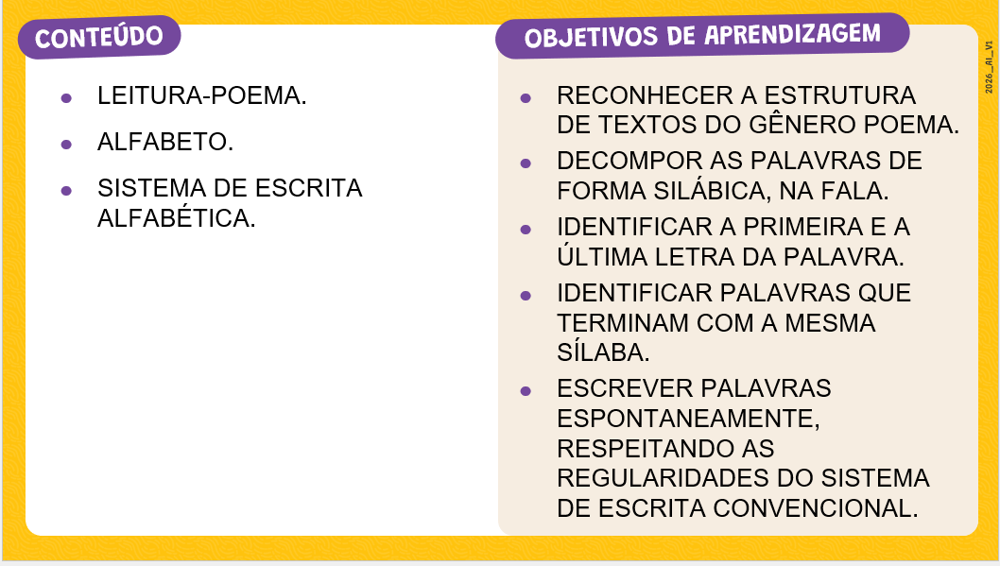 CONTEÚDO
• LEITURA-POEMA.
• ALFABETO.
• SISTEMA DE ESCRITA
ALFABÉTICA.
OBJETIVOS DE APRENDIZAGEM
• RECONHECER A ESTRUTURA
DE TEXTOS DO GÊNERO POEMA.
• DECOMPOR AS PALAVRAS DE
FORMA SILÁBICA, NA FALA.
• IDENTIFICAR A PRIMEIRA E A
ÚLTIMA LETRA DA PALAVRA.
• IDENTIFICAR PALAVRAS QUE
TERMINAM COM A MESMA
SÍLABA.
• ESCREVER PALAVRAS
ESPONTANEAMENTE,
RESPEITANDO AS
REGULARIDADES DO SISTEMA
DE ESCRITA CONVENCIONAL.
2026_AI_V1